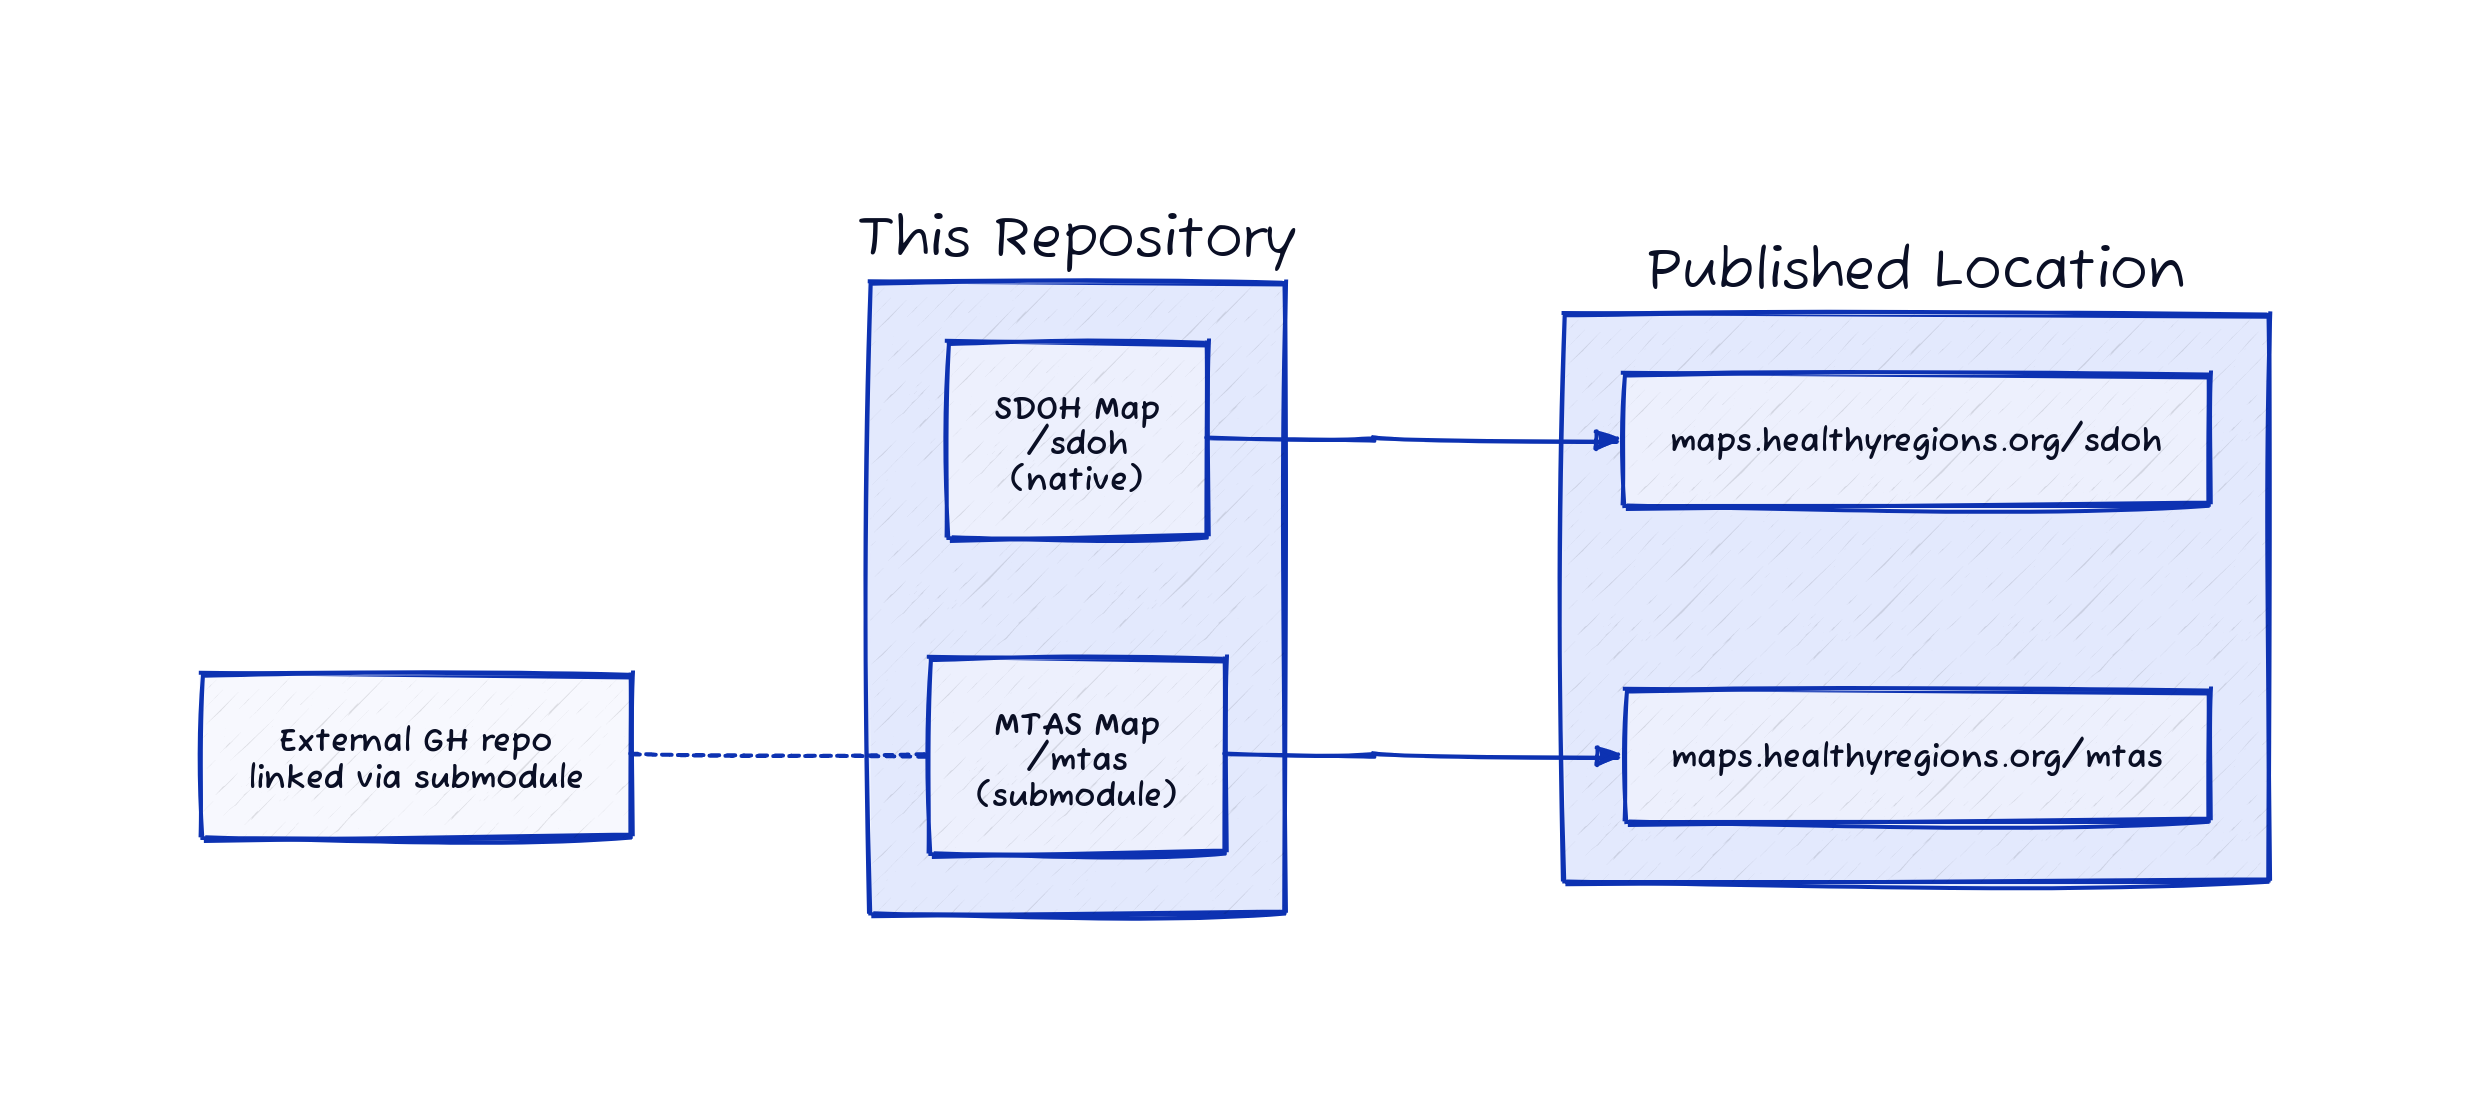 This Repository
SDOH Map
/sdoh
(native)
MTAS Map
/mtas
(submodule)
External GH repo
linked via submodule
Published Location
maps.healthyregions.org/sdoh
maps.healthyregions.org/mtas